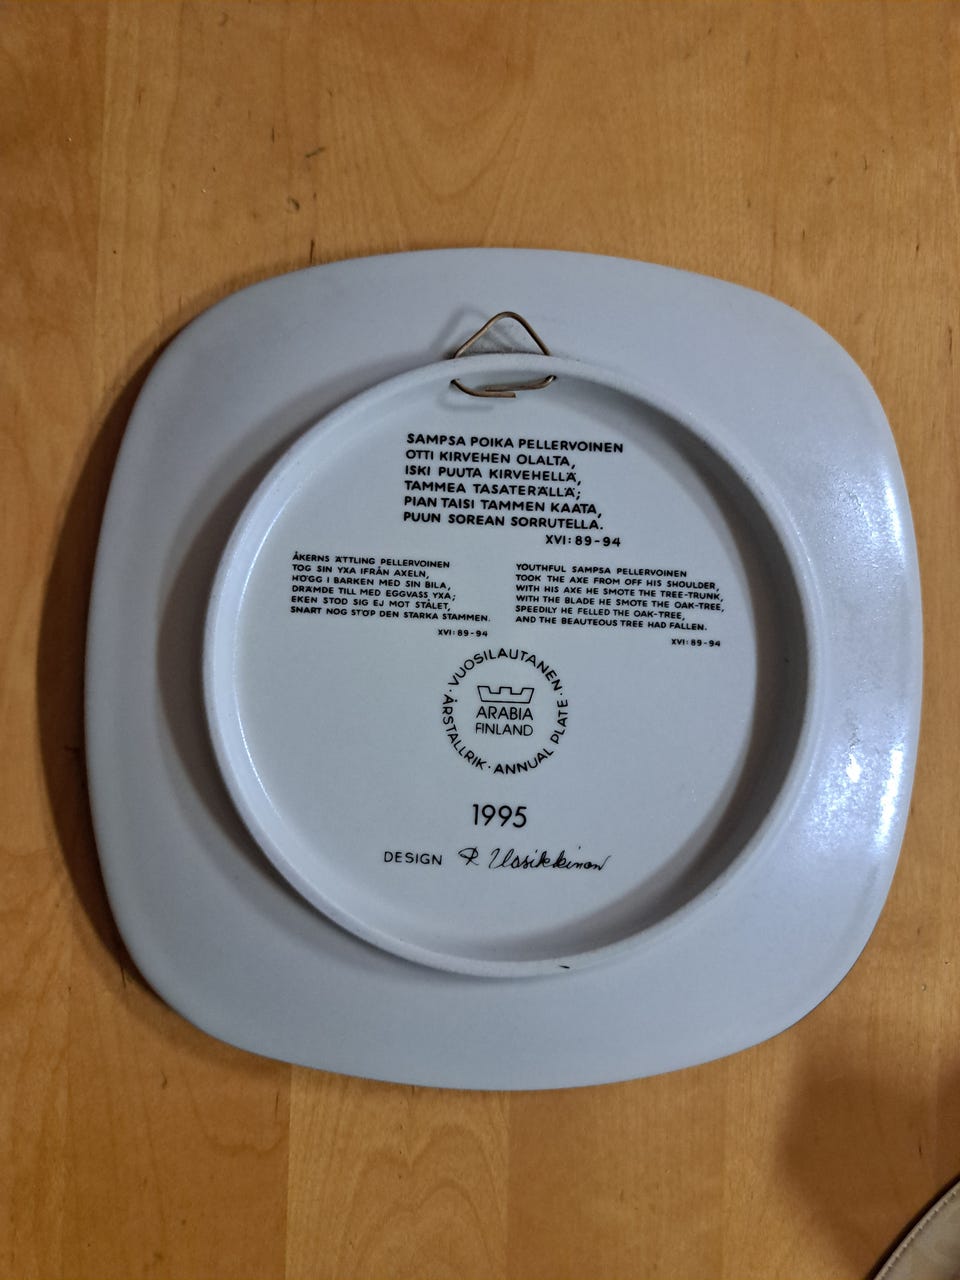 SAMPSA POIKA PELLERVOINEN
OTTI KIRVEHEN OLALTA,
ISKI PUUTA KIRVEHELLÄ,
TAMMEA TASATERÄLLÄ;
PIAN TAISI TAMMEN KAATA,
PUUN SOREAN SORRUTELLA.
XVI: 89-94
ÅKERNS ÄTTLING PELLERVOINEN
TOG SIN YXA IFRÅN AXELN,
HÖGG I BARKEN MED SIN BILA,
DRÄMDE TILL MED EGGVASS YXA;
EKEN STOD SIG EJ MOT STÅLET,
SNART NOG STÖP DEN STARKA STAMMEN.
XVI: 89-94
YOUTHFUL SAMPSA PELLERVOINEN
TOOK THE AXE FROM OFF HIS SHOULDER,
WITH HIS AXE HE SMOTE THE TREE-TRUNK,
WITH THE BLADE HE SMOTE THE OAK-TREE,
SPEEDILY HE FELLED THE OAK-TREE,
AND THE BEAUTEOUS TREE HAD FALLEN.
XVI: 89-94
VUOSILAUTANEN · ANNUAL PLATE · ÅRSTALLRIK ·
ARABIA
FINLAND
1995
DESIGN R. Uosikkinen